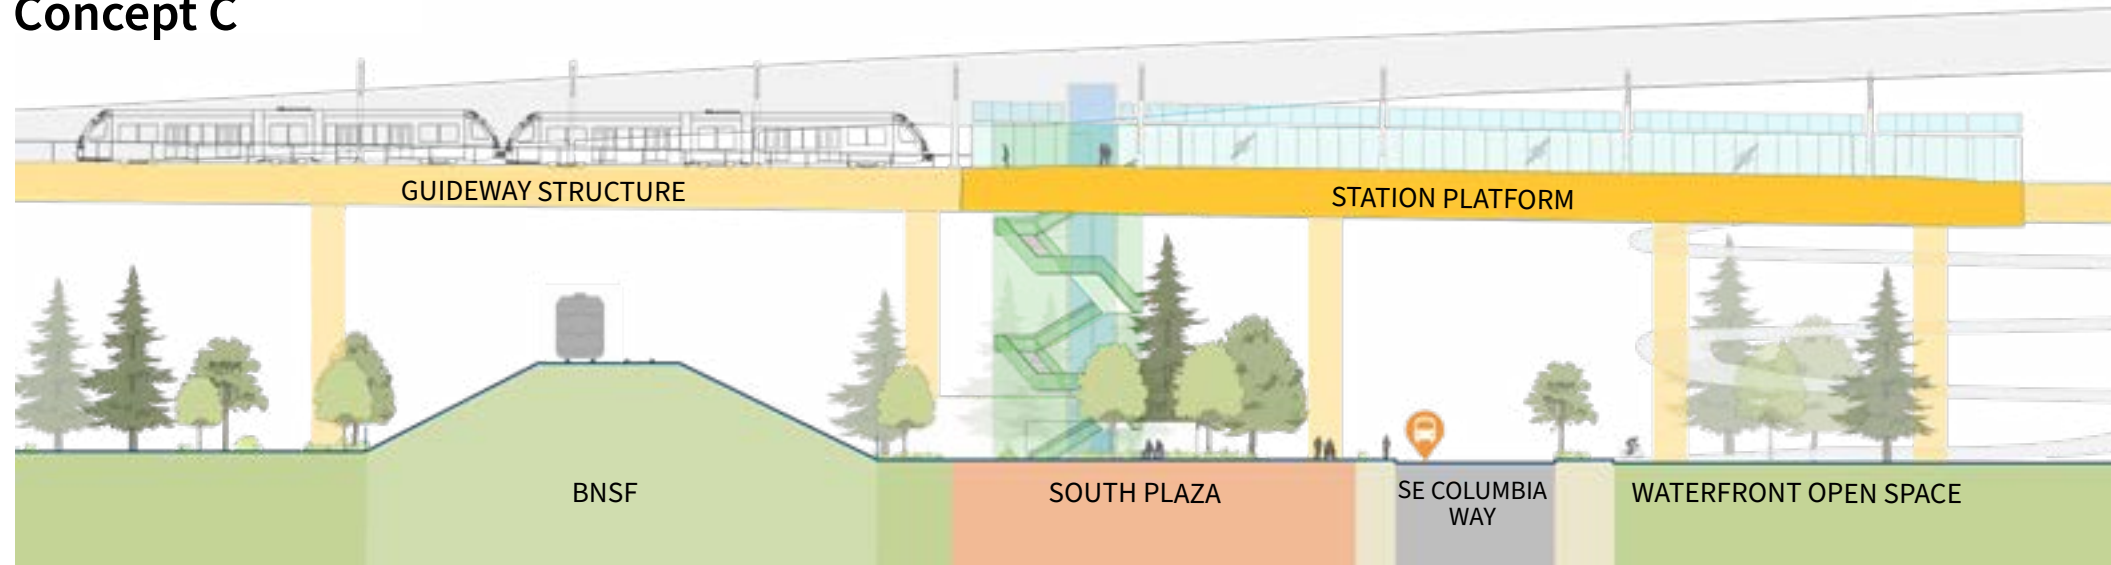 Concept C
GUIDEWAY STRUCTURE
STATION PLATFORM
BNSF
SOUTH PLAZA
SE COLUMBIA
WAY
WATERFRONT OPEN SPACE